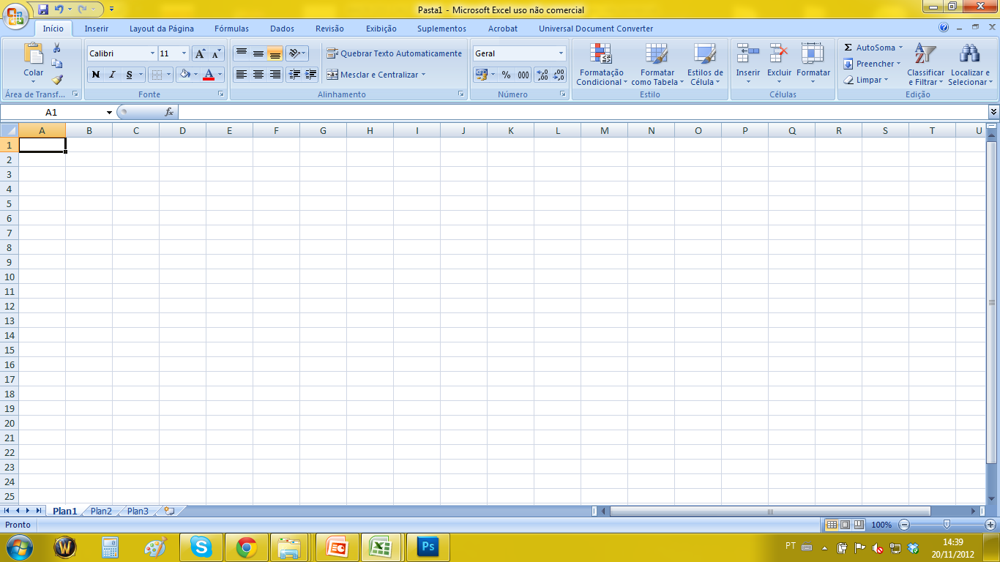 Pasta1 - Microsoft Excel uso não comercial
Início Inserir Layout da Página Fórmulas Dados Revisão Exibição Suplementos Acrobat Universal Document Converter
Colar
Área de Transf...
Calibri 11 A A
N I S A
Fonte
Quebrar Texto Automaticamente
Mesclar e Centralizar
Alinhamento
Geral
% 000 ,00 ,00
Número
Formatação Condicional
Formatar como Tabela
Estilos de Célula
Estilo
Inserir Excluir Formatar
Células
Σ AutoSoma
Preencher
Limpar
Classificar e Filtrar
Localizar e Selecionar
Edição
A1 fx
A B C D E F G H I J K L M N O P Q R S T U
1
2
3
4
5
6
7
8
9
10
11
12
13
14
15
16
17
18
19
20
21
22
23
24
25
Plan1 Plan2 Plan3
Pronto 100%
W S Ps PT 14:39
20/11/2012